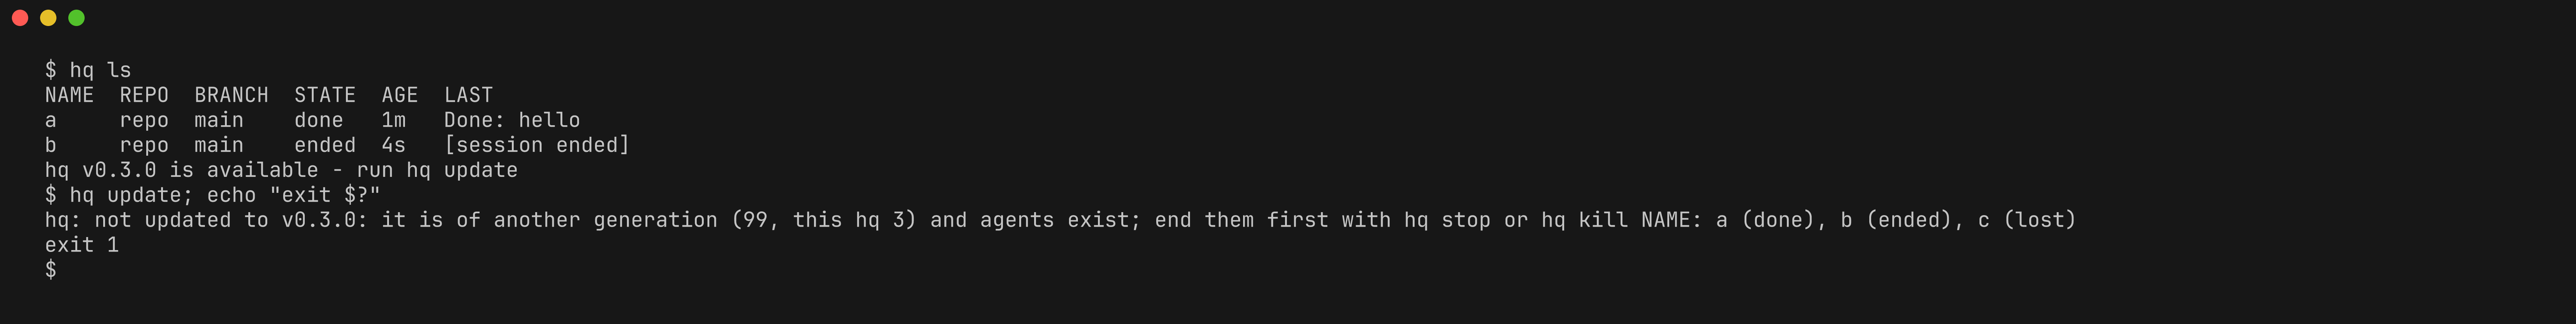 $ hq ls
NAME  REPO  BRANCH  STATE  AGE  LAST
a     repo  main    done   1m   Done: hello
b     repo  main    ended  4s   [session ended]
hq v0.3.0 is available - run hq update
$ hq update; echo "exit $?"
hq: not updated to v0.3.0: it is of another generation (99, this hq 3) and agents exist; end them first with hq stop or hq kill NAME: a (done), b (ended), c (lost)
exit 1
$